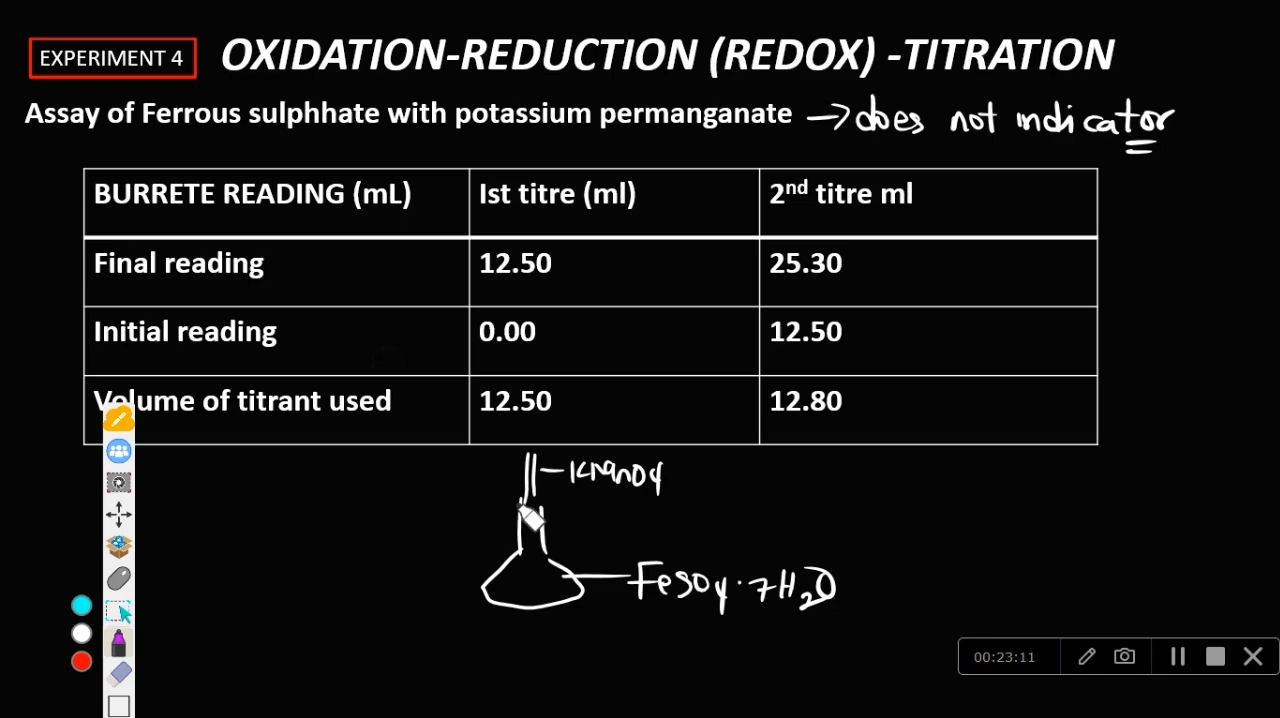 EXPERIMENT 4 OXIDATION-REDUCTION (REDOX) -TITRATION
Assay of Ferrous sulphhate with potassium permanganate → does not indicator
BURRETE READING (mL) Ist titre (ml) 2nd titre ml
Final reading 12.50 25.30
Initial reading 0.00 12.50
Volume of titrant used 12.50 12.80
KMnO4
FeSO4·7H2O
00:23:11